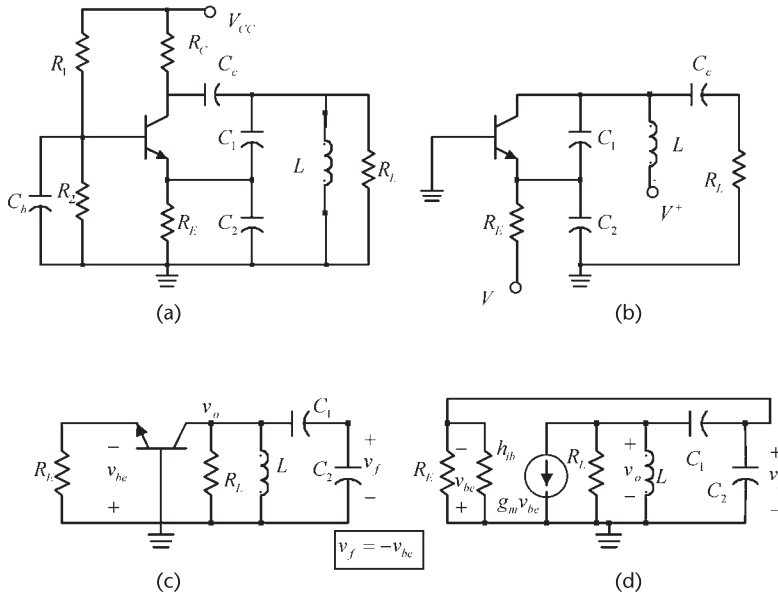 V_CC
R_1
R_C
C_c
C_1
L
R_L
C_b
R_2
R_E
C_2
(a)
C_c
C_1
L
R_L
V^+
R_E
C_2
V
(b)
v_o
C_1
R_E
− v_be +
R_L
L
C_2
+ v_f −
v_f = −v_be
(c)
R_E
− v_be +
h_ib
g_m v_be
R_L
+ v_o −
L
C_1
C_2
+ v −
(d)